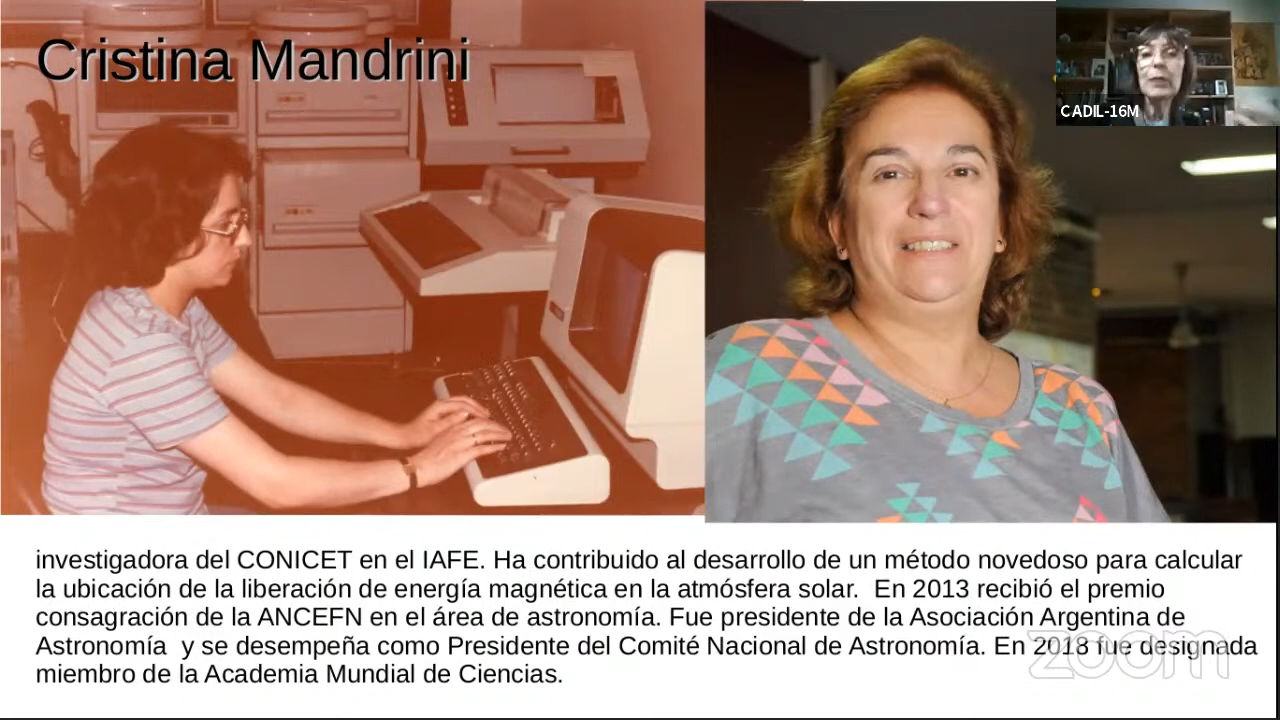 Cristina Mandrini
CADIL-16M
investigadora del CONICET en el IAFE. Ha contribuido al desarrollo de un método novedoso para calcular
la ubicación de la liberación de energía magnética en la atmósfera solar.  En 2013 recibió el premio
consagración de la ANCEFN en el área de astronomía. Fue presidente de la Asociación Argentina de
Astronomía  y se desempeña como Presidente del Comité Nacional de Astronomía. En 2018 fue designada
miembro de la Academia Mundial de Ciencias.
zoom